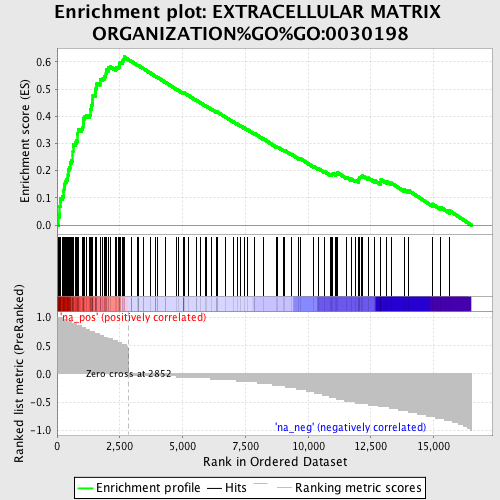 Enrichment plot: EXTRACELLULAR MATRIX
ORGANIZATION%GO%GO:0030198
Enrichment score (ES)
0.6
0.5
0.4
0.3
0.2
0.1
0.0
Ranked list metric (PreRanked)
1.0
0.5
0.0
-0.5
-1.0
'na_pos' (positively correlated)
Zero cross at 2852
'na_neg' (negatively correlated)
0 2,500 5,000 7,500 10,000 12,500 15,000
Rank in Ordered Dataset
Enrichment profile Hits Ranking metric scores